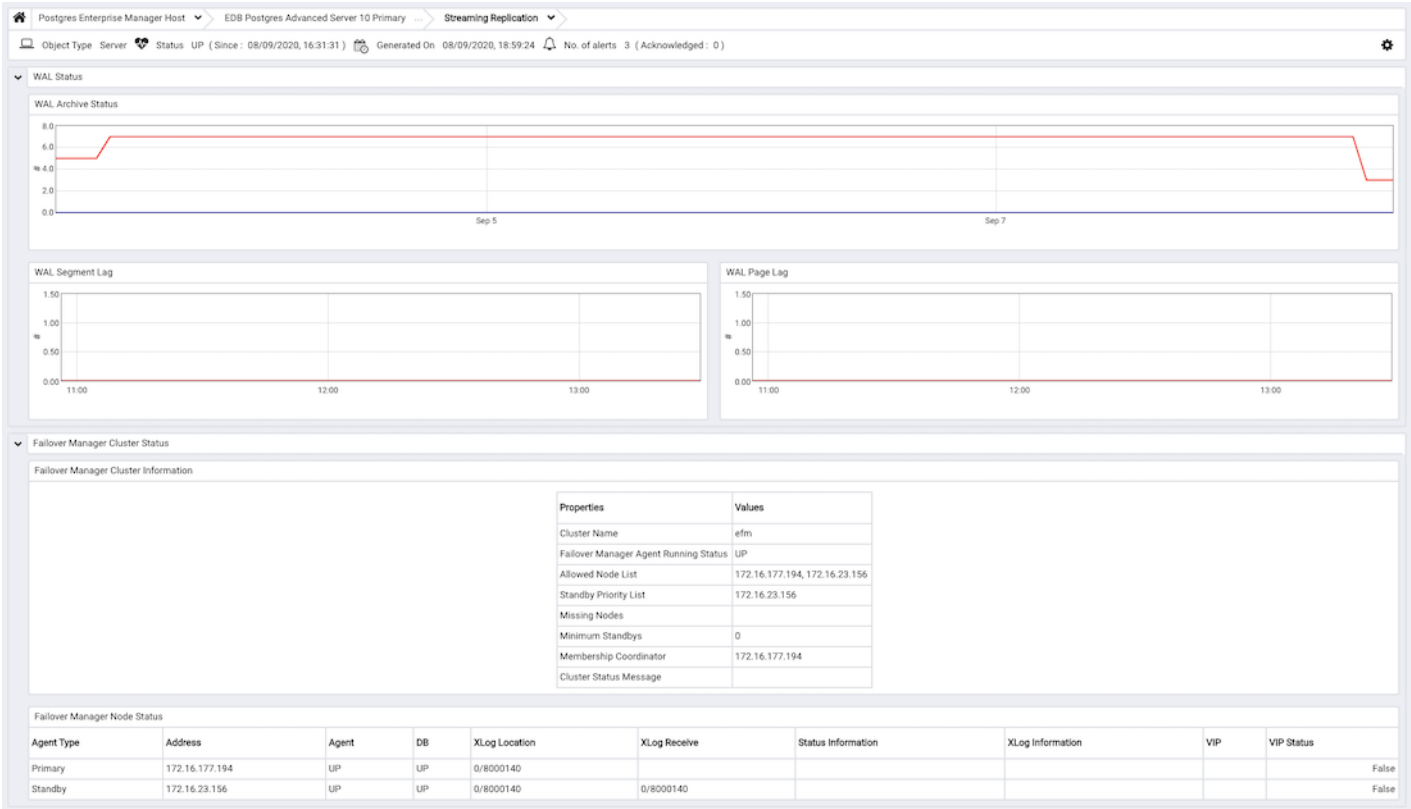 Postgres Enterprise Manager Host EDB Postgres Advanced Server 10 Primary ... Streaming Replication
Object Type Server Status UP (Since : 08/09/2020, 16:31:31 ) Generated On 08/09/2020, 18:59:24 No. of alerts 3 (Acknowledged : 0 )
WAL Status
WAL Archive Status
8.0
6.0
# 4.0
2.0
0.0
Sep 5 Sep 7
WAL Segment Lag
1.50
1.00
#
0.50
0.00
11:00 12:00 13:00
WAL Page Lag
1.50
1.00
#
0.50
0.00
11:00 12:00 13:00
Failover Manager Cluster Status
Failover Manager Cluster Information
Properties Values
Cluster Name efm
Failover Manager Agent Running Status UP
Allowed Node List 172.16.177.194, 172.16.23.156
Standby Priority List 172.16.23.156
Missing Nodes
Minimum Standbys 0
Membership Coordinator 172.16.177.194
Cluster Status Message
Failover Manager Node Status
Agent Type Address Agent DB XLog Location XLog Receive Status Information XLog Information VIP VIP Status
Primary 172.16.177.194 UP UP 0/8000140 False
Standby 172.16.23.156 UP UP 0/8000140 0/8000140 False